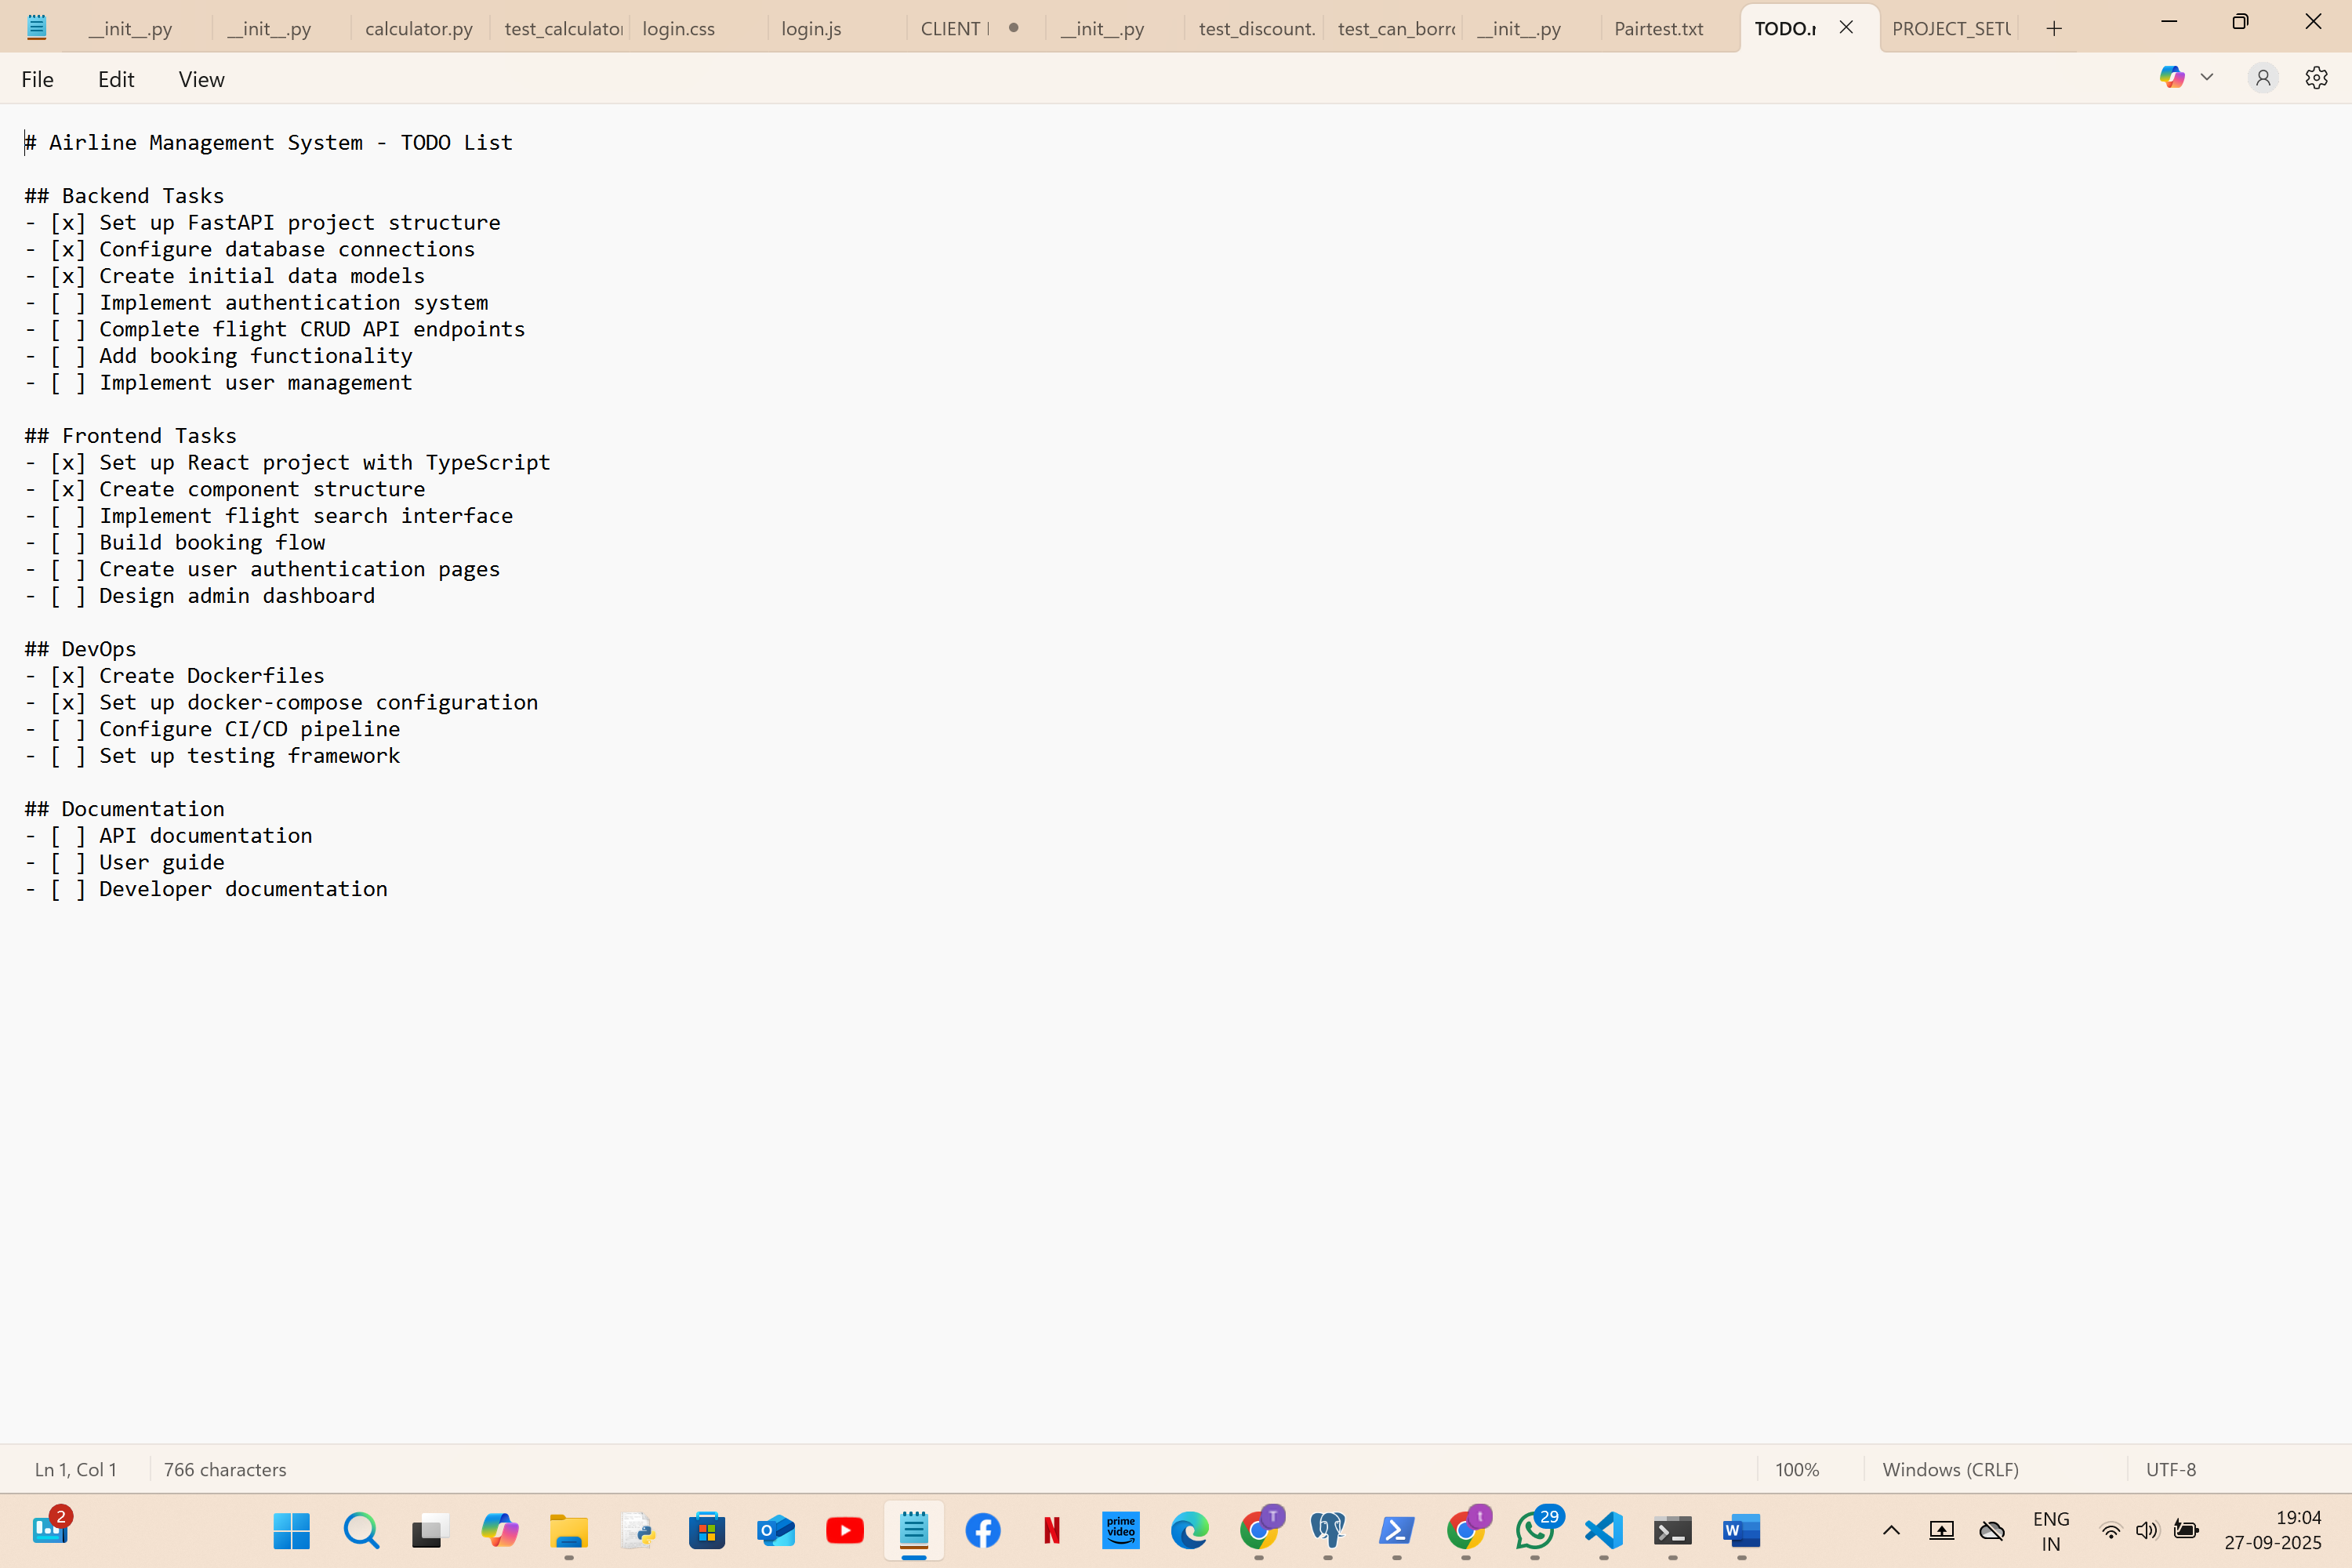 __init__.py __init__.py calculator.py test_calculator login.css login.js CLIENT __init__.py test_discount. test_can_borro __init__.py Pairtest.txt TODO.r PROJECT_SETU
File Edit View
# Airline Management System - TODO List
## Backend Tasks
- [x] Set up FastAPI project structure
- [x] Configure database connections
- [x] Create initial data models
- [ ] Implement authentication system
- [ ] Complete flight CRUD API endpoints
- [ ] Add booking functionality
- [ ] Implement user management
## Frontend Tasks
- [x] Set up React project with TypeScript
- [x] Create component structure
- [ ] Implement flight search interface
- [ ] Build booking flow
- [ ] Create user authentication pages
- [ ] Design admin dashboard
## DevOps
- [x] Create Dockerfiles
- [x] Set up docker-compose configuration
- [ ] Configure CI/CD pipeline
- [ ] Set up testing framework
## Documentation
- [ ] API documentation
- [ ] User guide
- [ ] Developer documentation
Ln 1, Col 1 766 characters 100% Windows (CRLF) UTF-8
2 prime video T t 29 W ENG 19:04
IN 27-09-2025